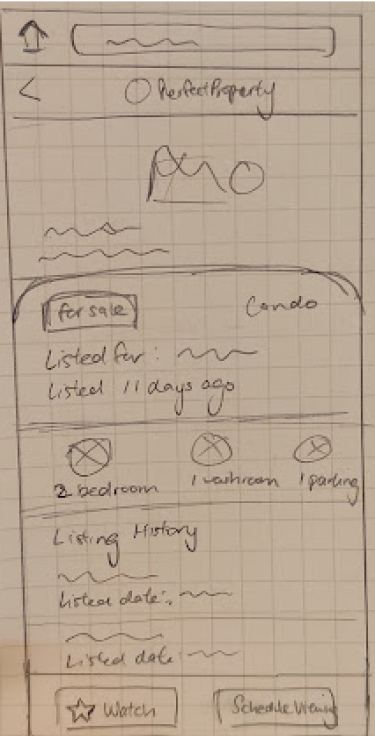 PerfectProperty
for sale
Condo
Listed for:
Listed 11 days ago
2 bedroom
1 washroom
1 parking
Listing History
Listed date:
Listed date:
Watch
Schedule Viewing